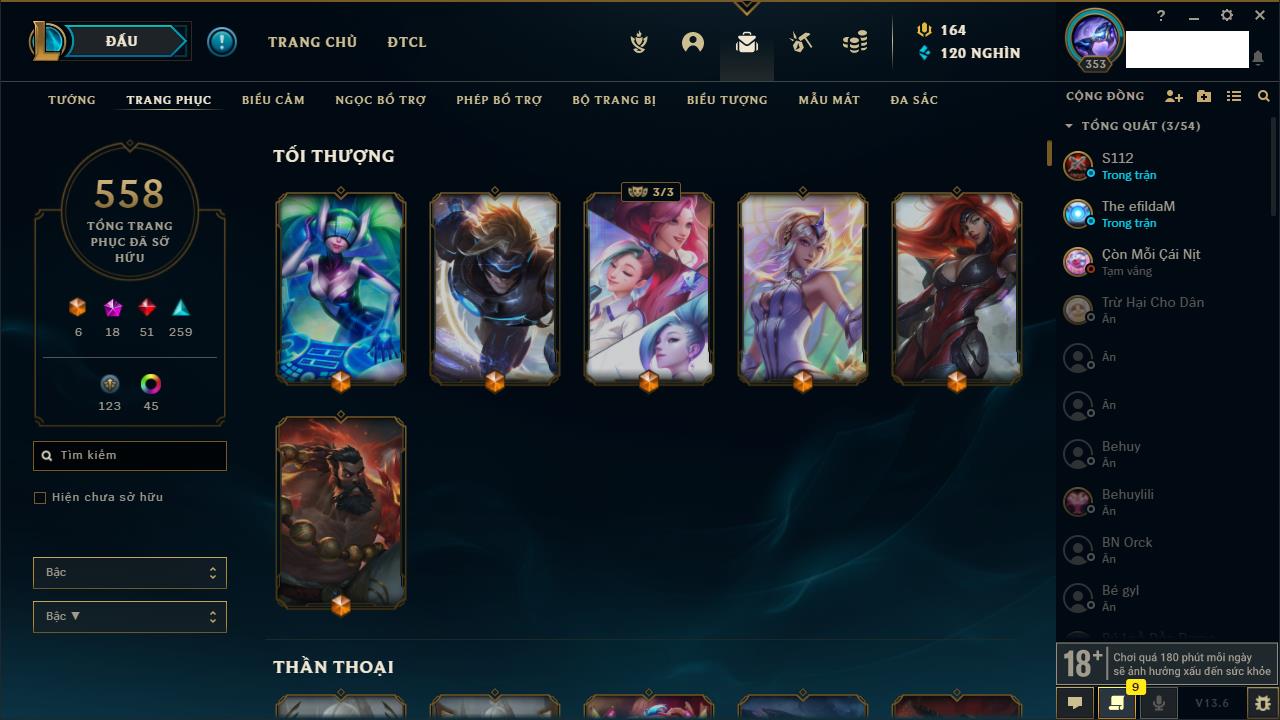 ĐẤU
TRANG CHỦ
ĐTCL
164
120 NGHÌN
353
TƯỚNG
TRANG PHỤC
BIỂU CẢM
NGỌC BỔ TRỢ
PHÉP BỔ TRỢ
BỘ TRANG BỊ
BIỂU TƯỢNG
MẪU MẮT
ĐA SẮC
558
TỔNG TRANG
PHỤC ĐÃ SỞ
HỮU
6
18
51
259
123
45
Tìm kiếm
Hiện chưa sở hữu
Bậc
Bậc ▼
TỐI THƯỢNG
3/3
THẦN THOẠI
CỘNG ĐỒNG
TỔNG QUÁT (3/54)
S112
Trong trận
The efildaM
Trong trận
Còn Mỗi Cái Nịt
Tạm vắng
Trừ Hại Cho Dân
Ẩn
Ẩn
Ẩn
Behuy
Ẩn
Behuylili
Ẩn
BN Orck
Ẩn
Bé gyl
Ẩn
18+
Chơi quá 180 phút mỗi ngày
sẽ ảnh hưởng xấu đến sức khỏe
9
V13.6